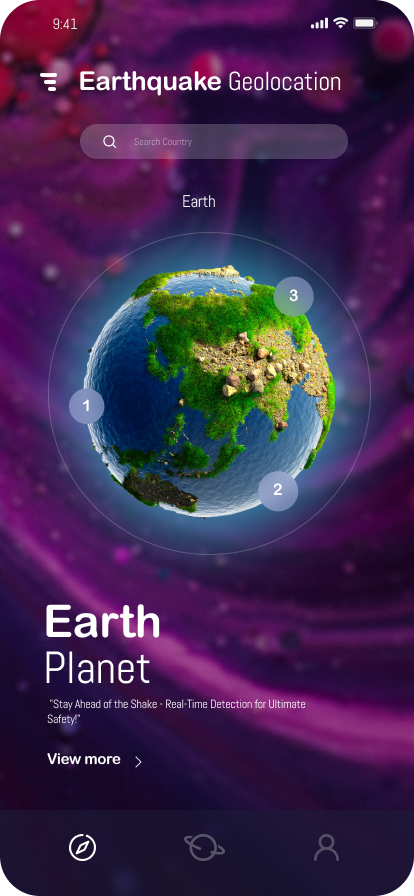 9:41
Earthquake Geolocation
Search Country
Earth
3
1
2
Earth
Planet
"Stay Ahead of the Shake - Real-Time Detection for Ultimate
Safety!"
View more